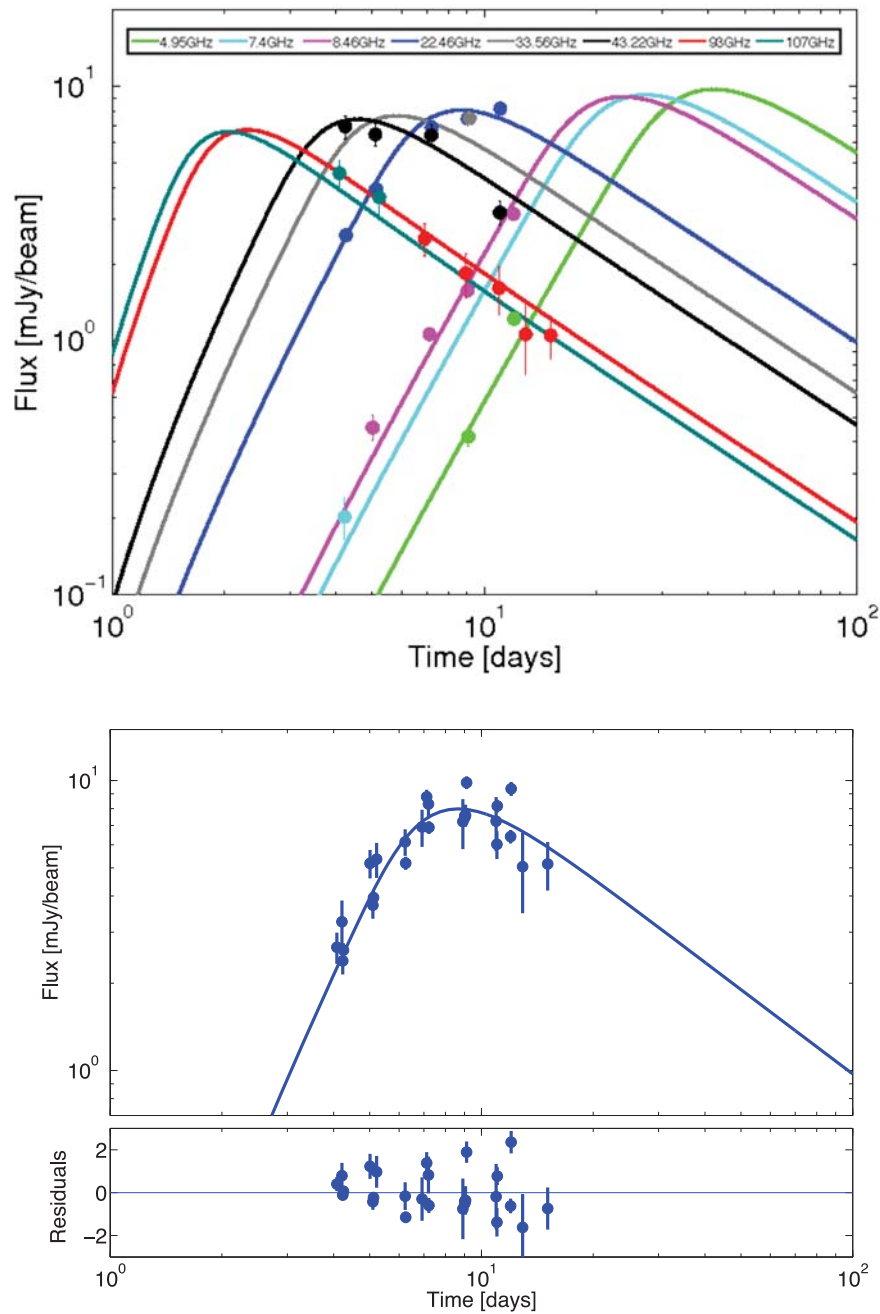 4.95GHz 7.4GHz 8.46GHz 22.46GHz 33.56GHz 43.22GHz 93GHz 107GHz
10^1
10^0
10^-1
Flux [mJy/beam]
10^0 10^1 10^2
Time [days]
10^1
10^0
Flux [mJy/beam]
2
0
−2
Residuals
10^0 10^1 10^2
Time [days]